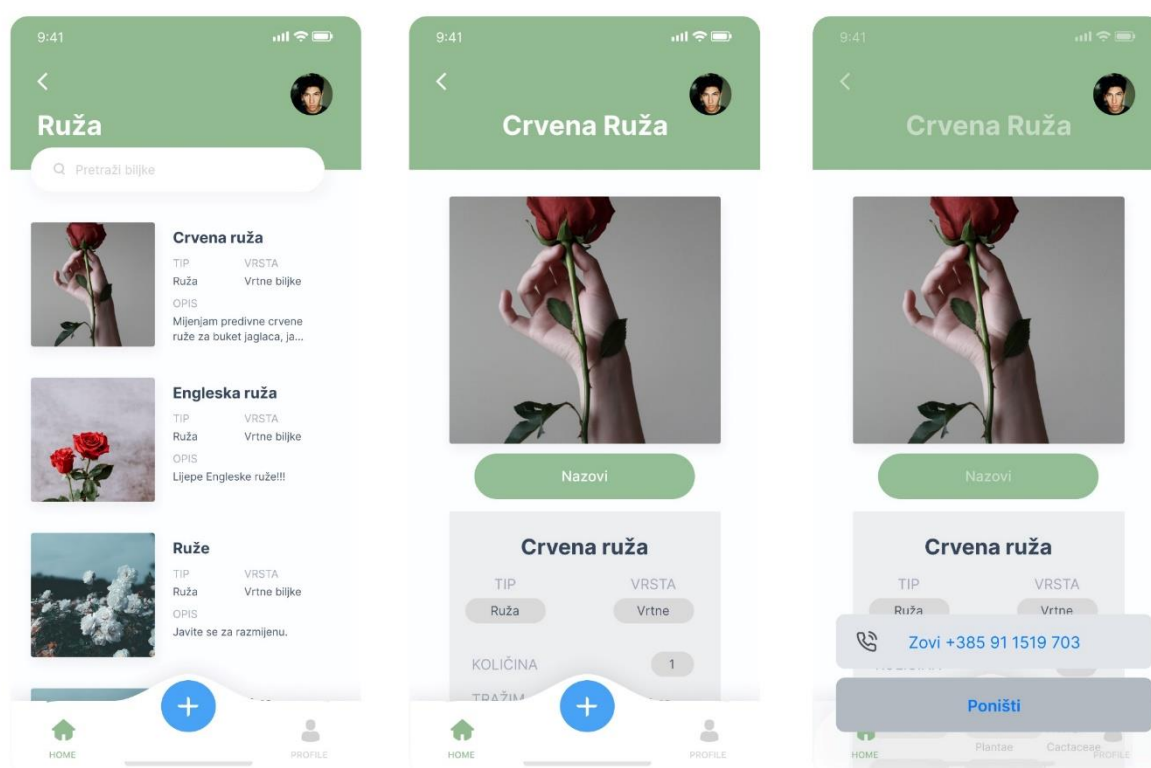 9:41
Ruža
Pretraži biljke
Crvena ruža
TIP VRSTA
Ruža Vrtne biljke
OPIS
Mijenjam predivne crvene
ruže za buket jaglaca, ja...
Engleska ruža
TIP VRSTA
Ruža Vrtne biljke
OPIS
Lijepe Engleske ruže!!!
Ruže
TIP VRSTA
Ruža Vrtne biljke
OPIS
Javite se za razmijenu.
+
HOME PROFILE
9:41
Crvena Ruža
Nazovi
Crvena ruža
TIP VRSTA
Ruža Vrtne
KOLIČINA 1
TRAŽIM
+
HOME PROFILE
9:41
Crvena Ruža
Nazovi
Crvena ruža
TIP VRSTA
Ruža Vrtne
Zovi +385 91 1519 703
Poništi
Plantae Cactaceae
HOME PROFILE